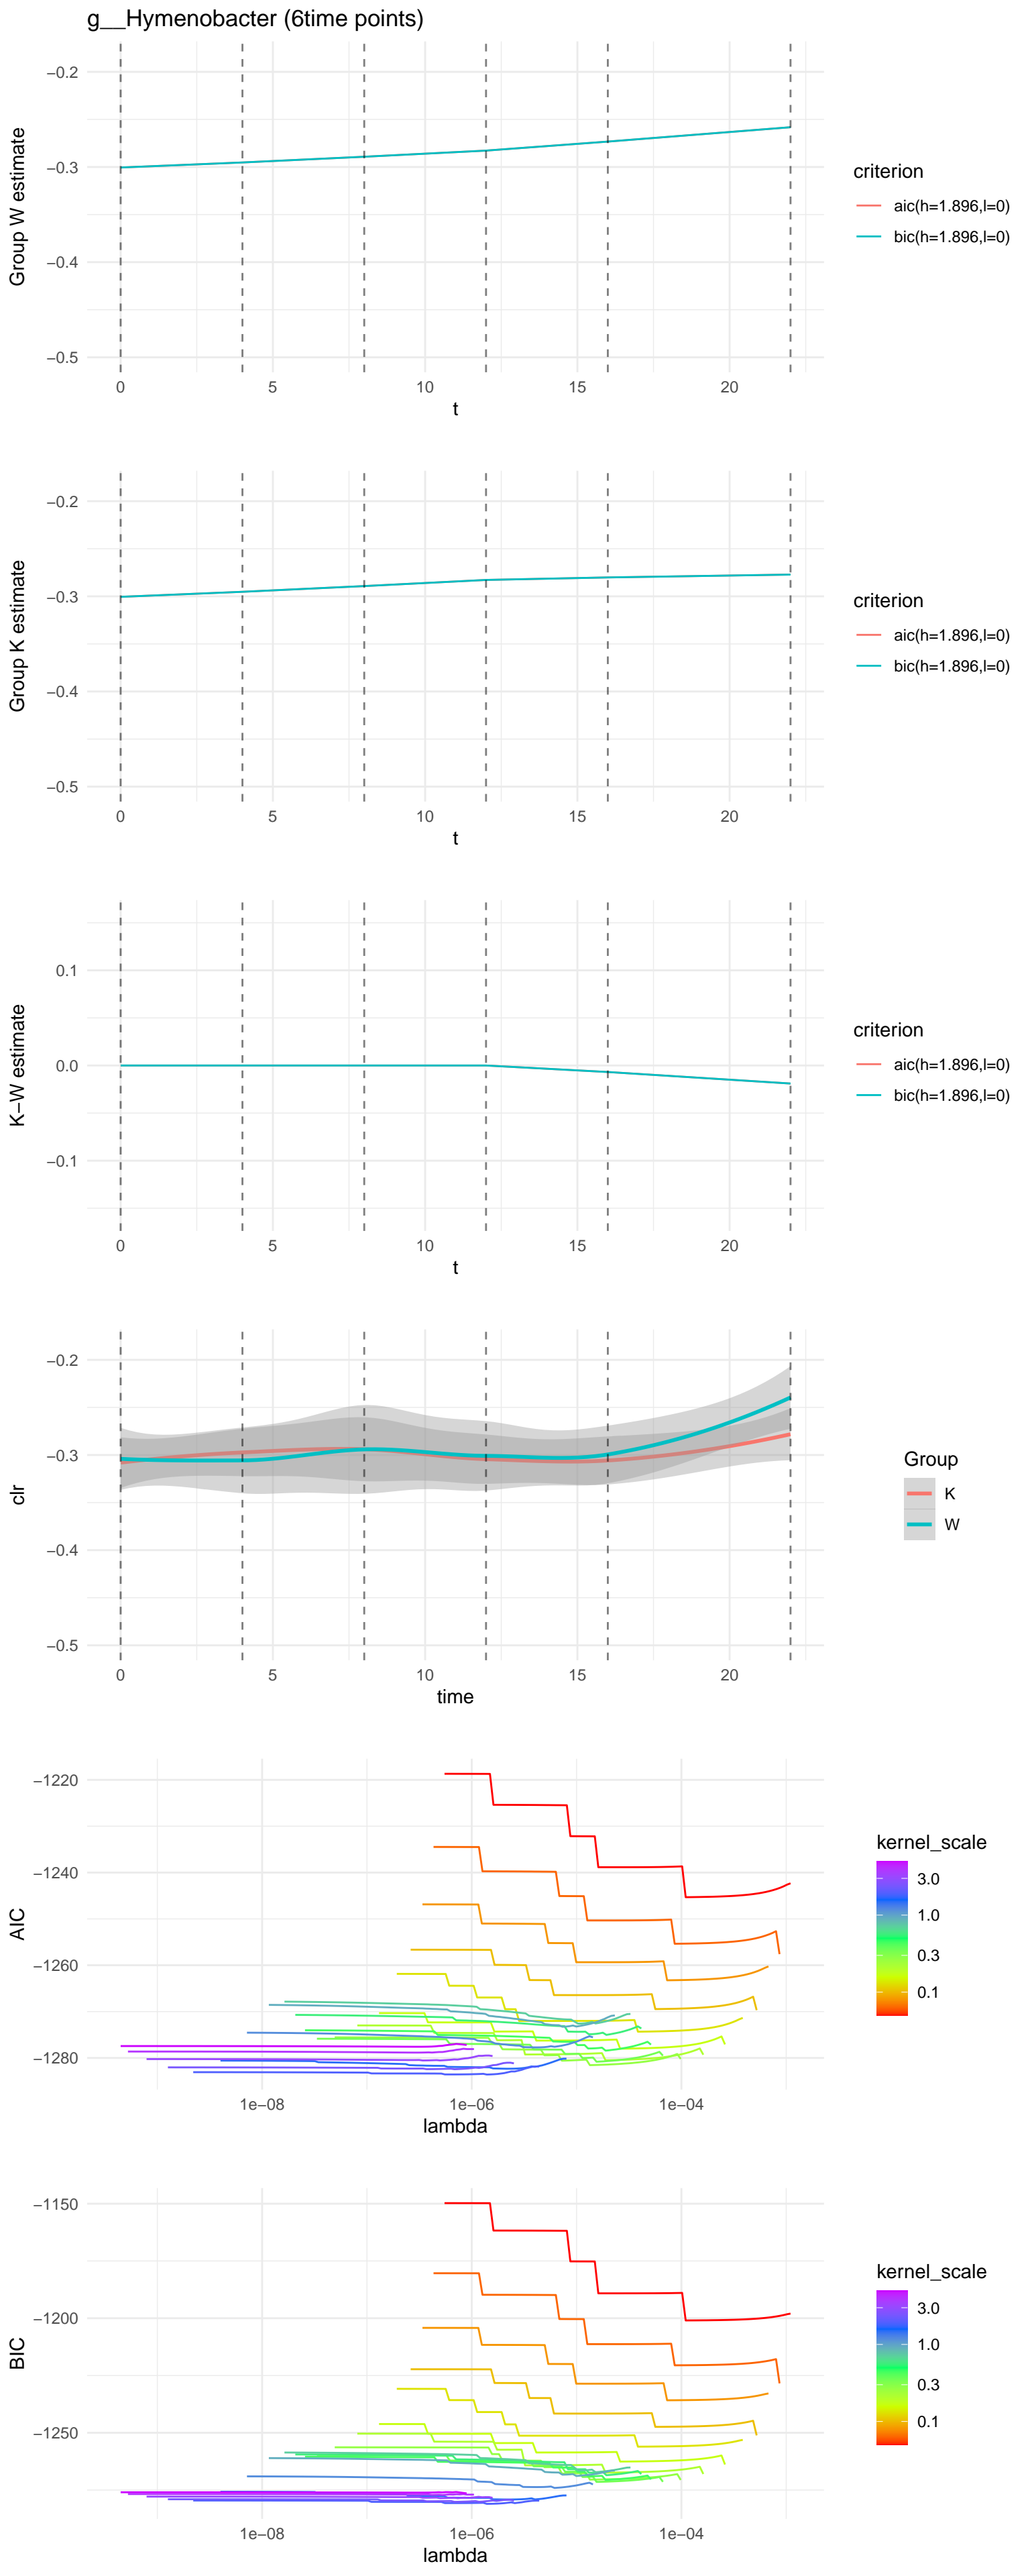 g__Hymenobacter (6time points)
Group W estimate
−0.2
−0.3
−0.4
−0.5
0 5 10 15 20
t
criterion
aic(h=1.896,l=0)
bic(h=1.896,l=0)
Group K estimate
−0.2
−0.3
−0.4
−0.5
0 5 10 15 20
t
criterion
aic(h=1.896,l=0)
bic(h=1.896,l=0)
K−W estimate
0.1
0.0
−0.1
0 5 10 15 20
t
criterion
aic(h=1.896,l=0)
bic(h=1.896,l=0)
clr
−0.2
−0.3
−0.4
−0.5
0 5 10 15 20
time
Group
K
W
AIC
−1220
−1240
−1260
−1280
1e−08 1e−06 1e−04
lambda
kernel_scale
3.0
1.0
0.3
0.1
BIC
−1150
−1200
−1250
1e−08 1e−06 1e−04
lambda
kernel_scale
3.0
1.0
0.3
0.1